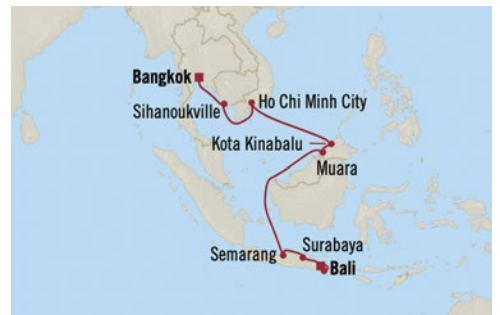 Bangkok
Sihanoukville
Ho Chi Minh City
Kota Kinabalu
Muara
Semarang
Surabaya
Bali